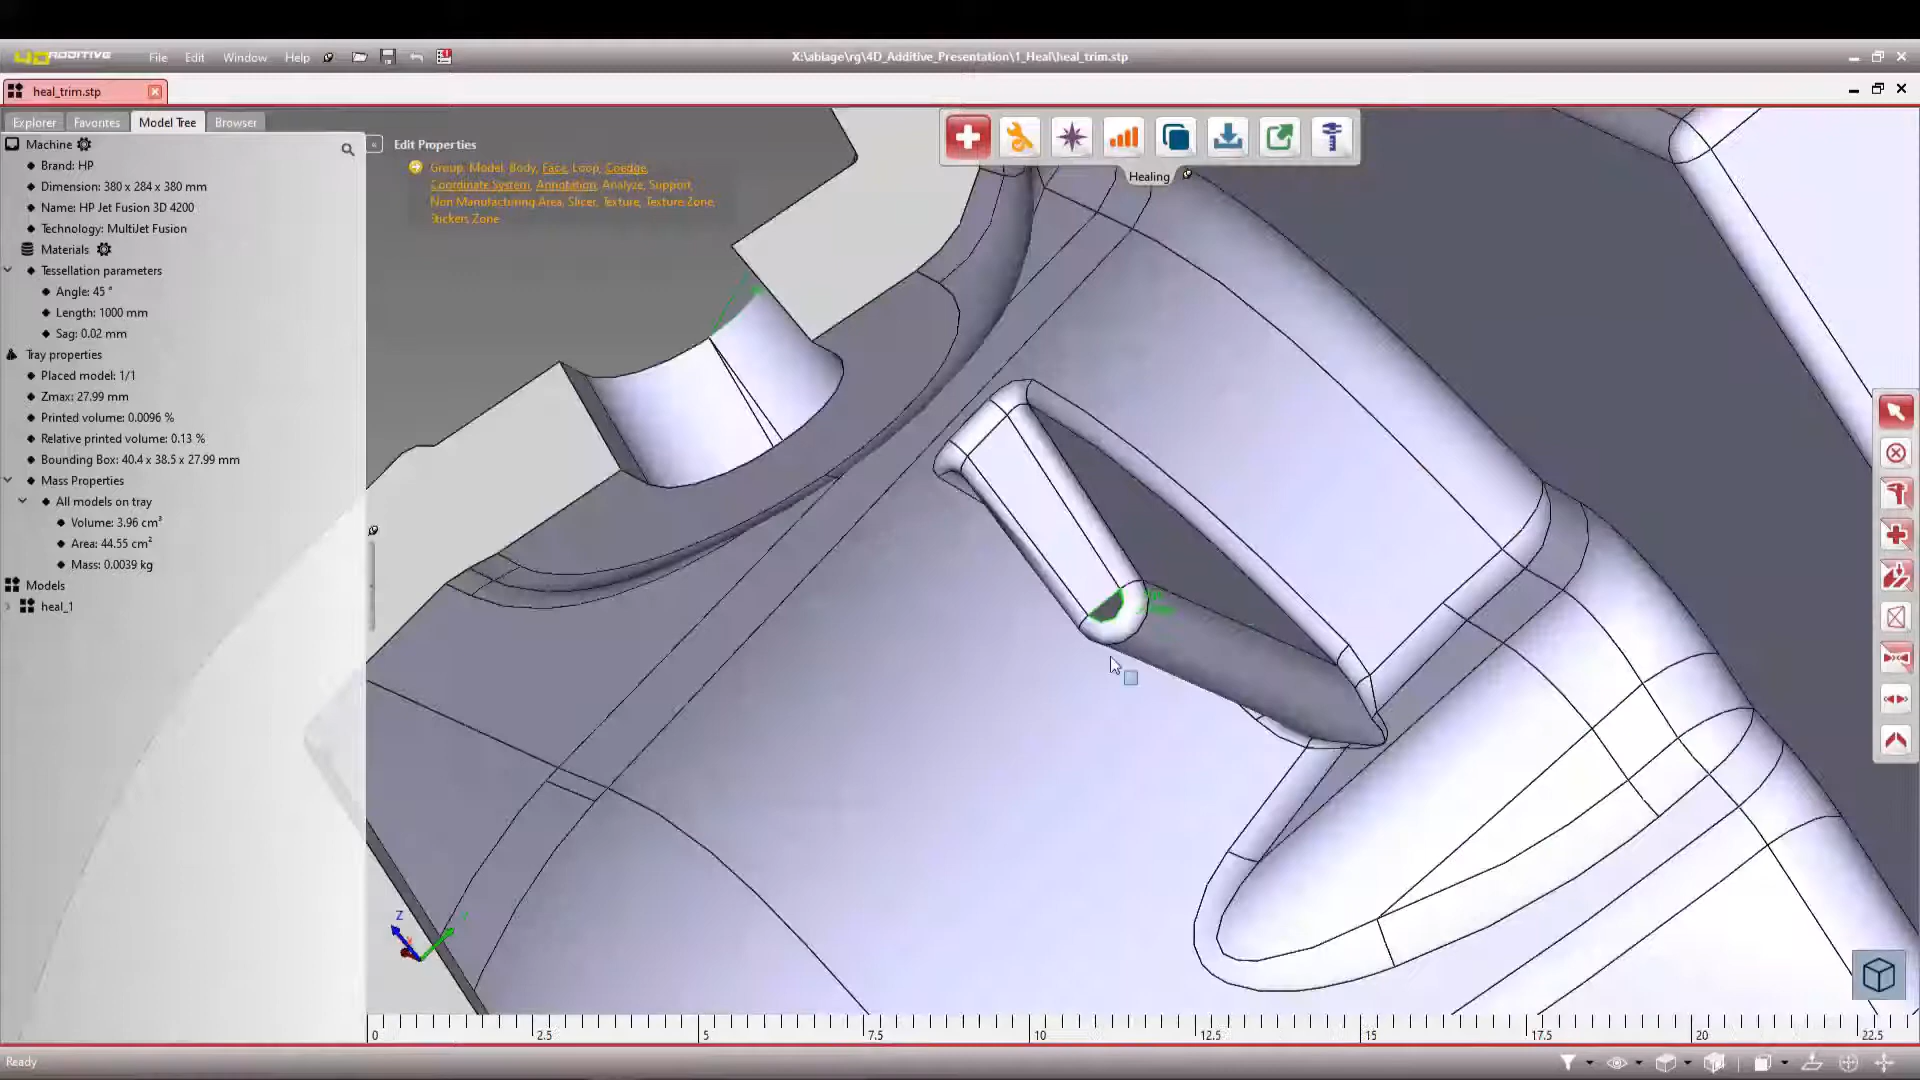 4D ADDITIVE
File Edit Window Help
X:\ablage\rg\4D_Additive_Presentation\1_Heal\heal_trim.stp
heal_trim.stp
Explorer Favorites Model Tree Browser
Machine
Brand: HP
Dimension: 380 x 284 x 380 mm
Name: HP Jet Fusion 3D 4200
Technology: MultiJet Fusion
Materials
Tessellation parameters
Angle: 45 °
Length: 1000 mm
Sag: 0.02 mm
Tray properties
Placed model: 1/1
Zmax: 27.99 mm
Printed volume: 0.0096 %
Relative printed volume: 0.13 %
Bounding Box: 40.4 x 38.5 x 27.99 mm
Mass Properties
All models on tray
Volume: 3.96 cm³
Area: 44.55 cm²
Mass: 0.0039 kg
Models
heal_1
Edit Properties
Group, Model, Body, Face, Loop, Coedge,
Coordinate System, Annotation, Analyze, Support,
Non Manufacturing Area, Slicer, Texture, Texture Zone,
Stickers Zone
Healing
Z
0 2.5 5 7.5 10 12.5 15 17.5 20 22.5
Ready